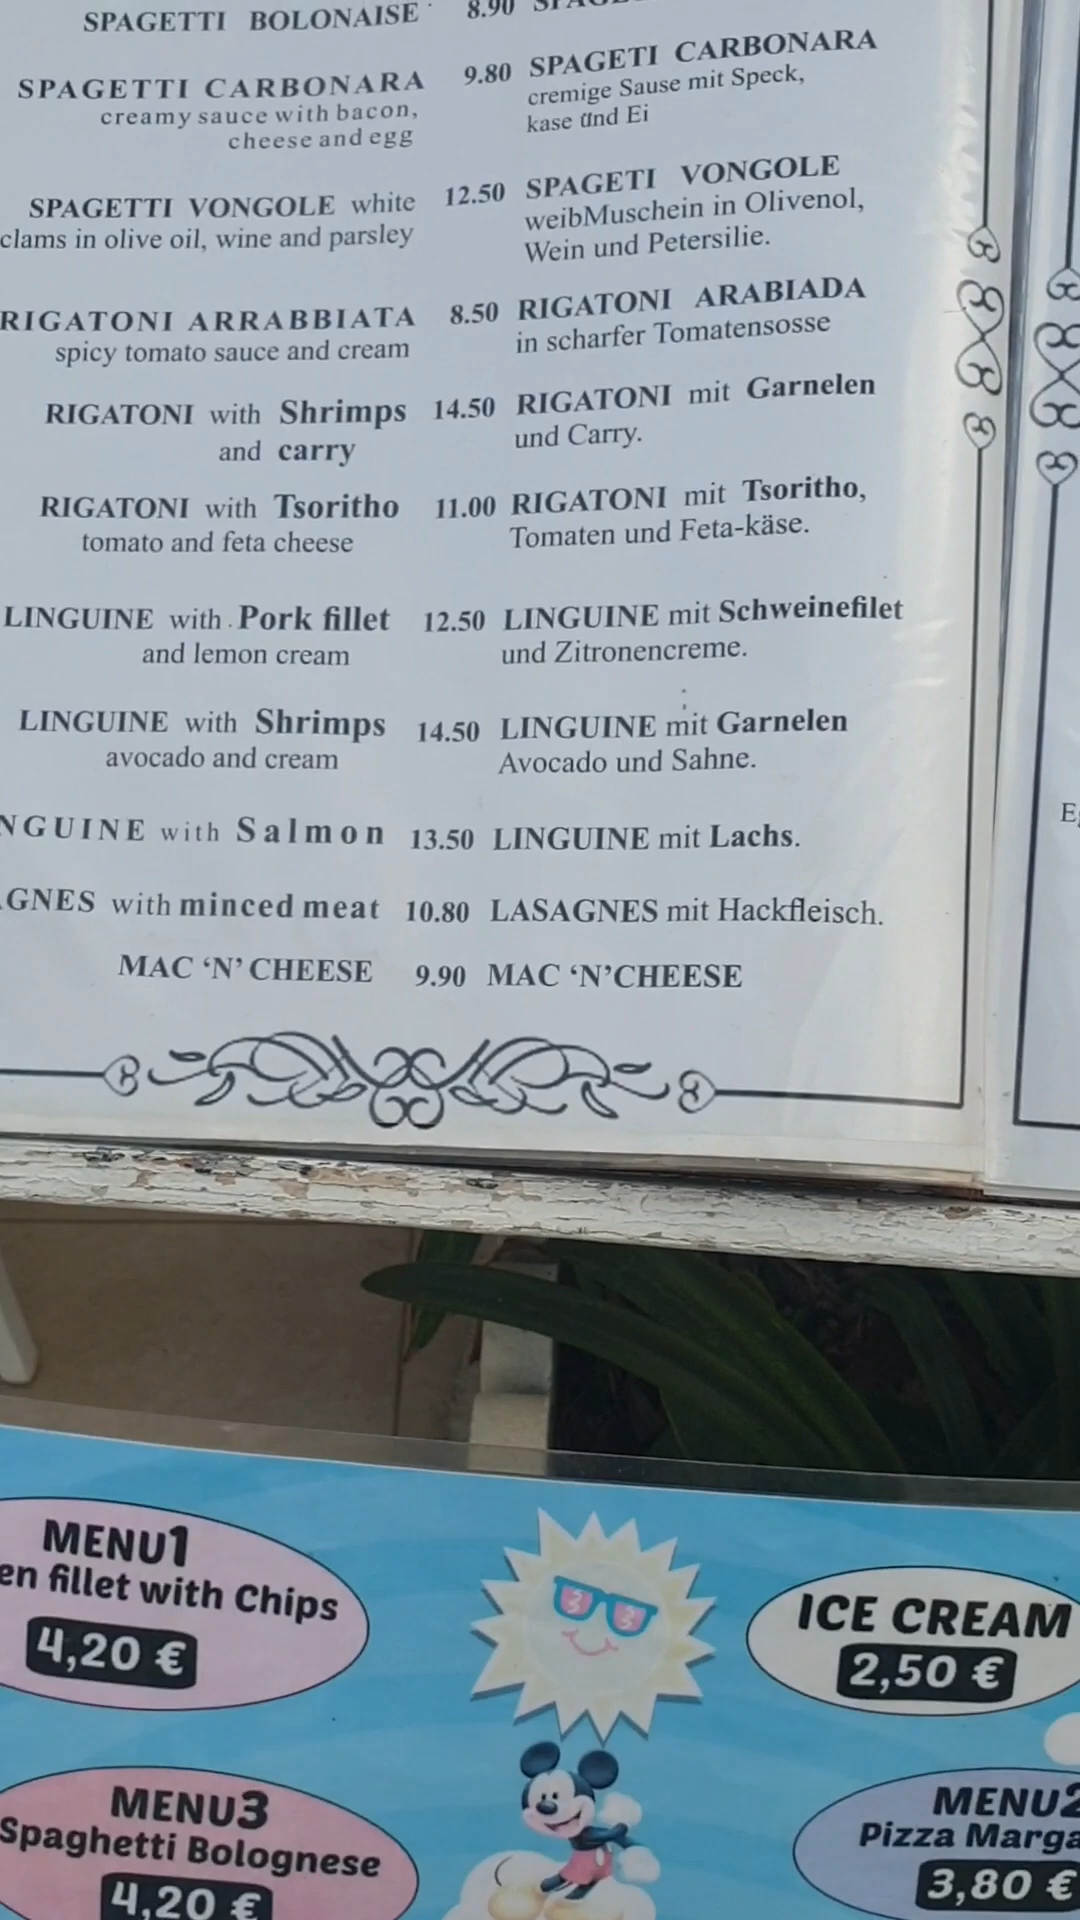 SPAGETTI BOLONAISE 8.90
SPAGETTI CARBONARA 9.80 SPAGETI CARBONARA
creamy sauce with bacon, cremige Sause mit Speck,
cheese and egg kase und Ei
SPAGETTI VONGOLE white 12.50 SPAGETI VONGOLE
clams in olive oil, wine and parsley weibMuschein in Olivenol,
Wein und Petersilie.
RIGATONI ARRABBIATA 8.50 RIGATONI ARABIADA
spicy tomato sauce and cream in scharfer Tomatensosse
RIGATONI with Shrimps 14.50 RIGATONI mit Garnelen
and carry und Carry.
RIGATONI with Tsoritho 11.00 RIGATONI mit Tsoritho,
tomato and feta cheese Tomaten und Feta-käse.
LINGUINE with Pork fillet 12.50 LINGUINE mit Schweinefilet
and lemon cream und Zitronencreme.
LINGUINE with Shrimps 14.50 LINGUINE mit Garnelen
avocado and cream Avocado und Sahne.
NGUINE with Salmon 13.50 LINGUINE mit Lachs.
AGNES with minced meat 10.80 LASAGNES mit Hackfleisch.
MAC ‘N’ CHEESE 9.90 MAC ‘N’CHEESE
MENU1
en fillet with Chips
4,20 €
ICE CREAM
2,50 €
MENU3
Spaghetti Bolognese
4,20 €
MENU2
Pizza Marga
3,80 €